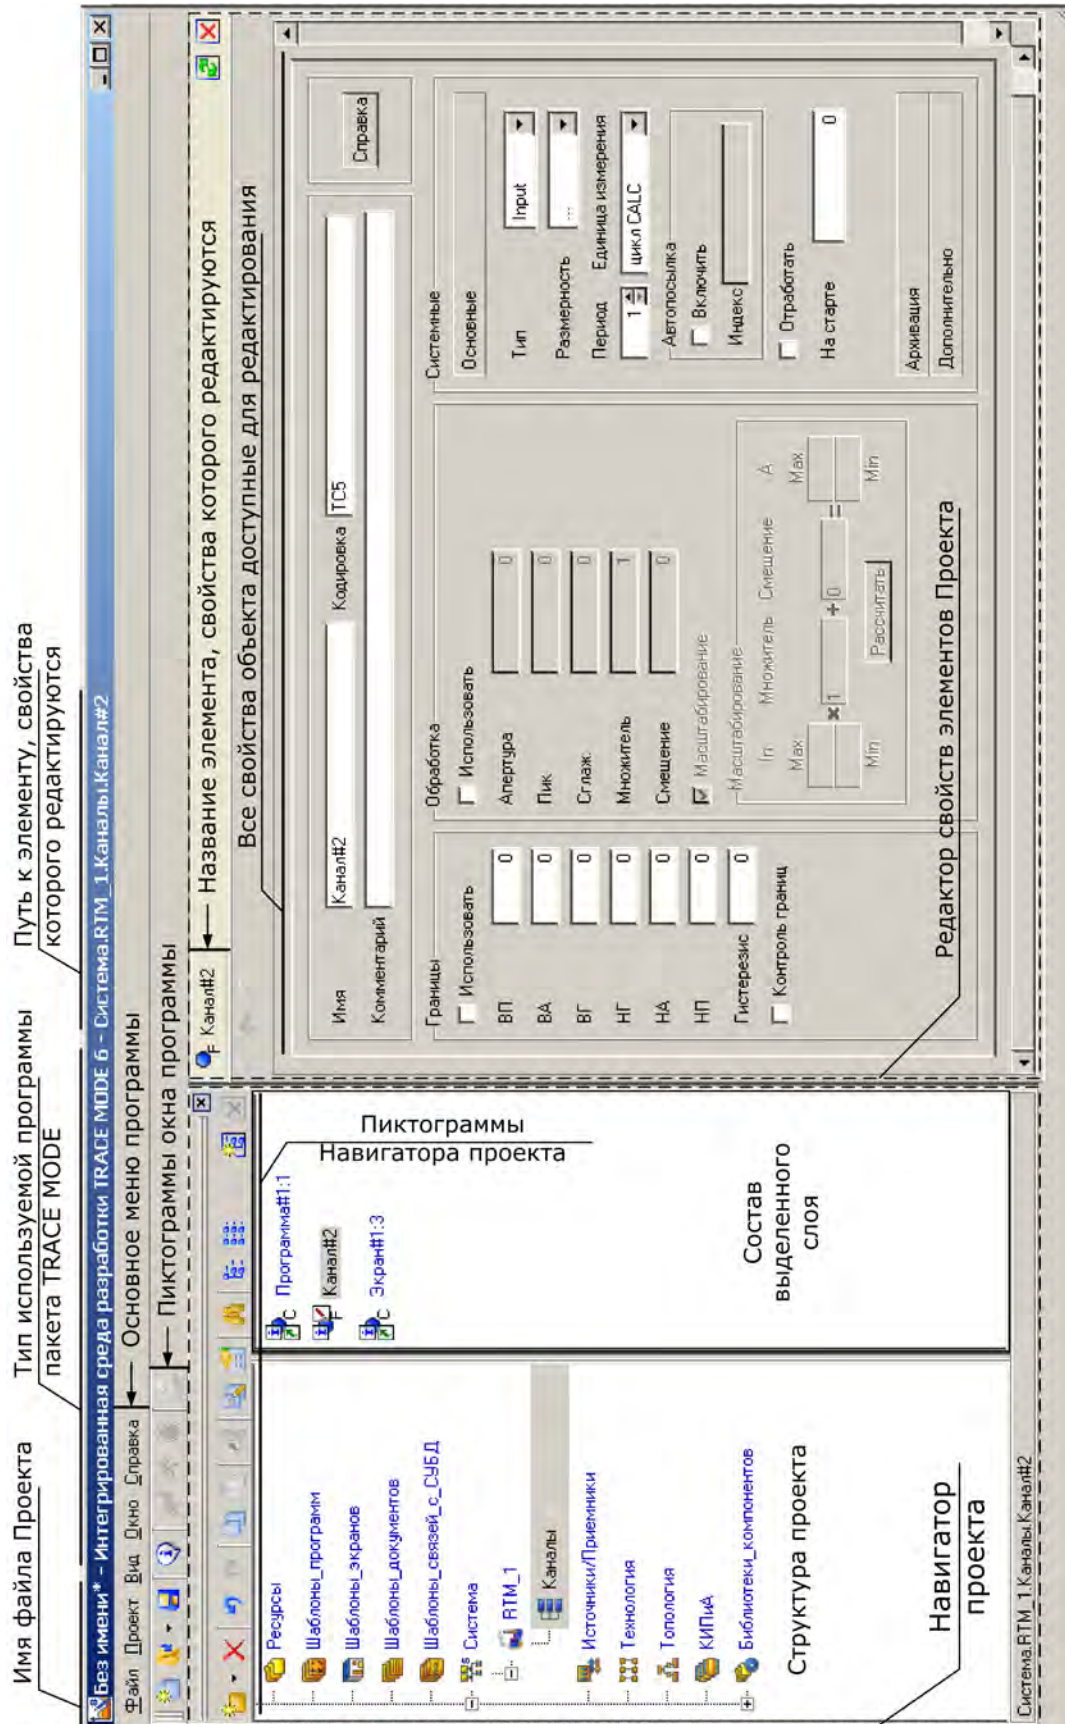 Имя файла Проекта
Тип используемой программы
пакета TRACE MODE
Путь к элементу, свойства
которого редактируются
Без имени* - Интегрированная среда разработки TRACE MODE 6 - Система.RTM_1.Каналы.Канал#2
Файл Проект Вид Окно Справка
Основное меню программы
Пиктограммы окна программы
Канал#2
Название элемента, свойства которого редактируются
Все свойства объекта доступные для редактирования
Ресурсы
Шаблоны_программ
Шаблоны_экранов
Шаблоны_документов
Шаблоны_связей_с_СУБД
Система
RTM_1
Каналы
Источники/Приемники
Технология
Топология
КИПиА
Библиотеки_компонентов
Структура проекта
Навигатор
проекта
Программа#1:1
Канал#2
Экран#1:3
Пиктограммы
Навигатора проекта
Состав
выделенного
слоя
Имя
Канал#2
Кодировка
TC5
Справка
Комментарий
Границы
Использовать
ВП 0
ВА 0
ВГ 0
НГ 0
НА 0
НП 0
Гистерезис 0
Контроль границ
Обработка
Использовать
Апертура 0
Пик 0
Сглаж. 0
Множитель 1
Смещение 0
Масштабирование
Масштабирование
In Множитель Смещение A
Max Max
× 1 + 0 =
Min Min
Рассчитать
Системные
Основные
Тип Input
Размерность ...
Период Единица измерения
1 цикл CALC
Автопосылка
Включить
Индекс
Отработать
На старте 0
Архивация
Дополнительно
Редактор свойств элементов Проекта
Система.RTM_1.Каналы.Канал#2